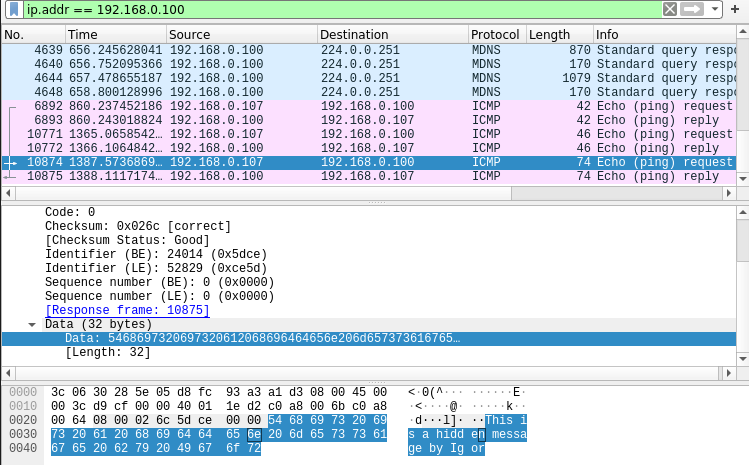 ip.addr == 192.168.0.100
No. Time Source Destination Protocol Length Info
4639 656.245628041 192.168.0.100 224.0.0.251 MDNS 870 Standard query respo
4640 656.752095366 192.168.0.100 224.0.0.251 MDNS 170 Standard query respo
4644 657.478655187 192.168.0.100 224.0.0.251 MDNS 1079 Standard query respo
4648 658.800128996 192.168.0.100 224.0.0.251 MDNS 170 Standard query respo
6892 860.237452186 192.168.0.107 192.168.0.100 ICMP 42 Echo (ping) request
6893 860.243018824 192.168.0.100 192.168.0.107 ICMP 42 Echo (ping) reply
10771 1365.0658542… 192.168.0.107 192.168.0.100 ICMP 46 Echo (ping) request
10772 1366.1064842… 192.168.0.100 192.168.0.107 ICMP 46 Echo (ping) reply
10874 1387.5736869… 192.168.0.107 192.168.0.100 ICMP 74 Echo (ping) request
10875 1388.1117174… 192.168.0.100 192.168.0.107 ICMP 74 Echo (ping) reply
Code: 0
Checksum: 0x026c [correct]
[Checksum Status: Good]
Identifier (BE): 24014 (0x5dce)
Identifier (LE): 52829 (0xce5d)
Sequence number (BE): 0 (0x0000)
Sequence number (LE): 0 (0x0000)
[Response frame: 10875]
Data (32 bytes)
Data: 5468697320697320612068696464656e206d657373616765…
[Length: 32]
0000 3c 06 30 28 5e 05 d8 fc 93 a3 a1 d3 08 00 45 00 <·0(^··· ······E·
0010 00 3c d9 cf 00 00 40 01 1e d2 c0 a8 00 6b c0 a8 ·<····@· ·····k··
0020 00 64 08 00 02 6c 5d ce 00 00 54 68 69 73 20 69 ·d···l]· ··This i
0030 73 20 61 20 68 69 64 64 65 6e 20 6d 65 73 73 61 s a hidd en messa
0040 67 65 20 62 79 20 49 67 6f 72 ge by Ig or